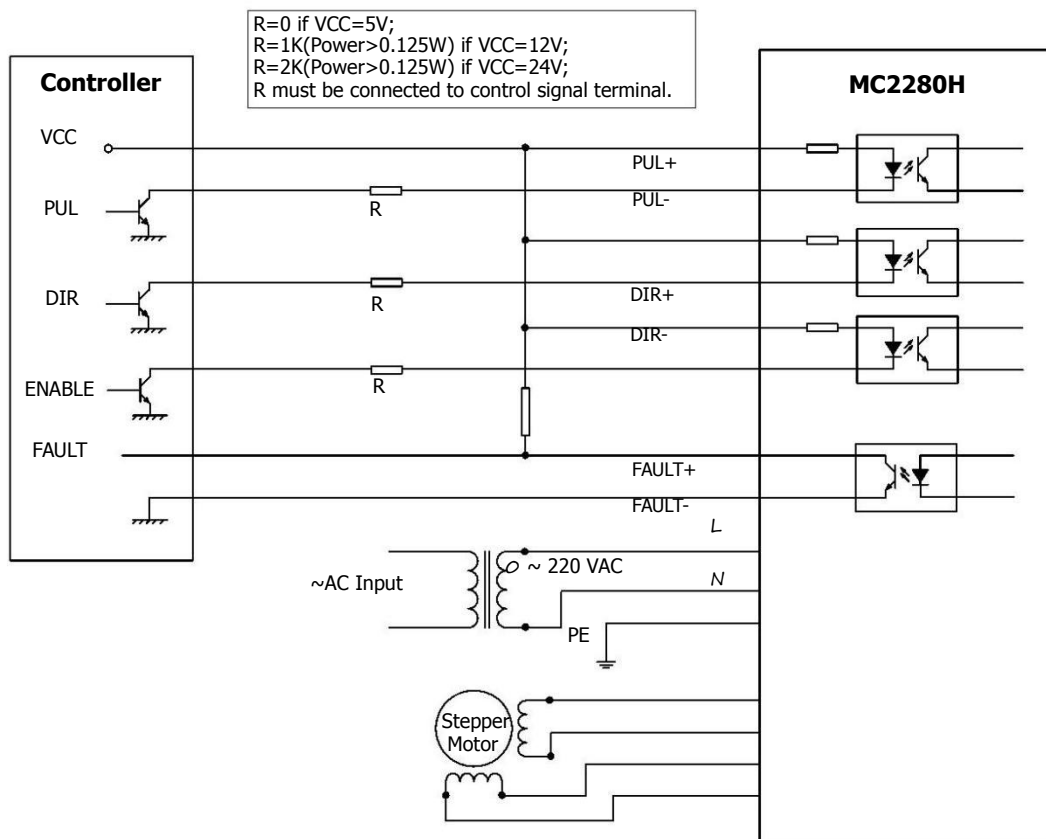 R=0 if VCC=5V;
R=1K(Power>0.125W) if VCC=12V;
R=2K(Power>0.125W) if VCC=24V;
R must be connected to control signal terminal.
Controller
MC2280H
VCC
PUL+
PUL
R
PUL-
DIR
R
DIR+
DIR-
ENABLE
R
FAULT
FAULT+
FAULT-
L
~AC Input
0 ~ 220 VAC
N
PE
Stepper
Motor